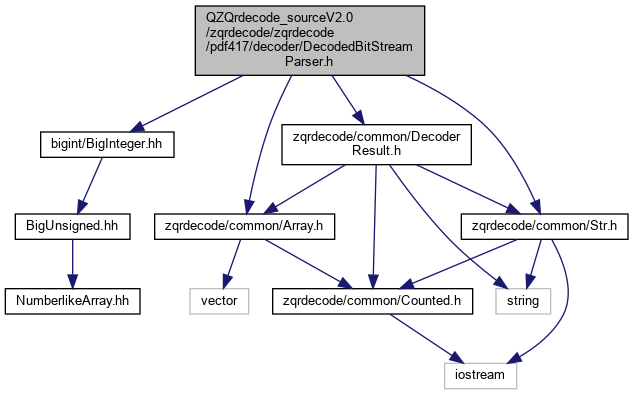 QZQrdecode_sourceV2.0
/zqrdecode/zqrdecode
/pdf417/decoder/DecodedBitStream
Parser.h
bigint/BigInteger.hh
zqrdecode/common/Decoder
Result.h
BigUnsigned.hh
zqrdecode/common/Array.h
zqrdecode/common/Str.h
NumberlikeArray.hh
vector
zqrdecode/common/Counted.h
string
iostream